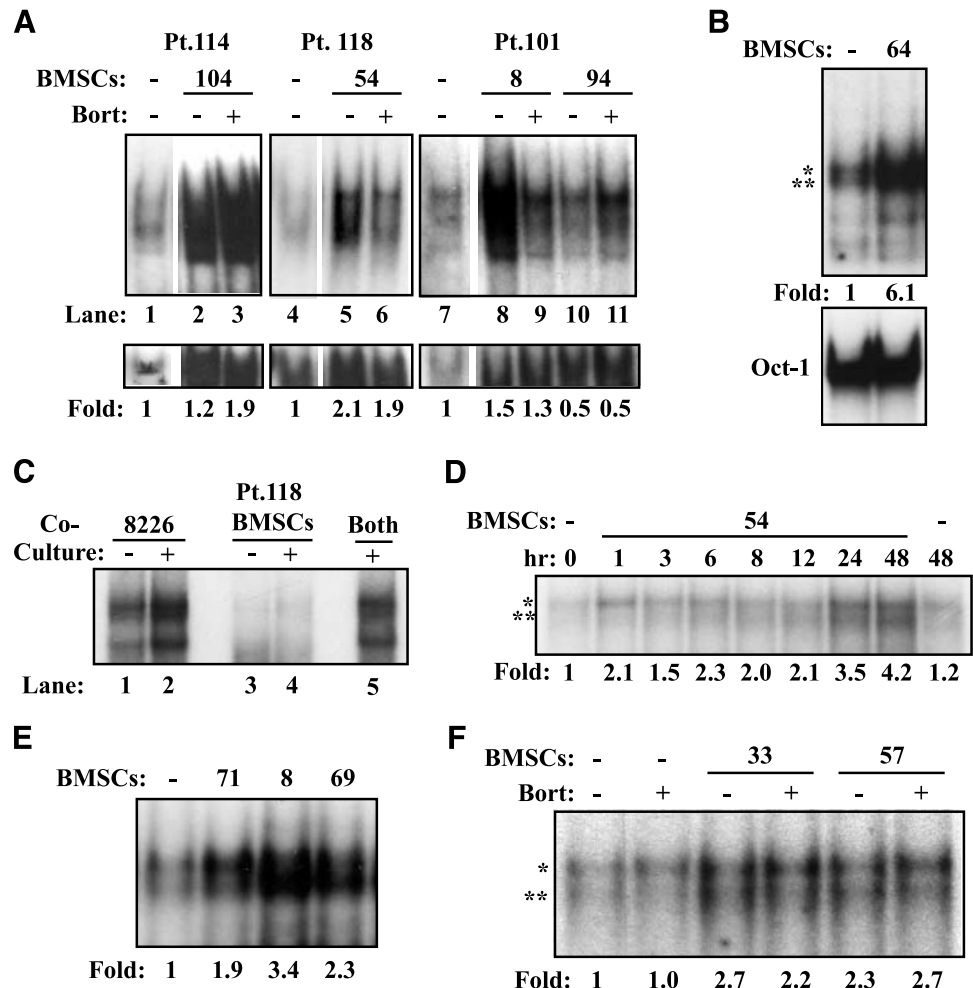 A
Pt.114 Pt. 118 Pt.101
BMSCs: - 104 - 54 - 8 94
Bort: - - + - - + - - + - +
Lane: 1 2 3 4 5 6 7 8 9 10 11
Fold: 1 1.2 1.9 1 2.1 1.9 1 1.5 1.3 0.5 0.5
B
BMSCs: - 64
*
**
Fold: 1 6.1
Oct-1
C
Pt.118
Co- 8226 BMSCs Both
Culture: - + - + +
Lane: 1 2 3 4 5
D
BMSCs: - 54 -
hr: 0 1 3 6 8 12 24 48 48
*
**
Fold: 1 2.1 1.5 2.3 2.0 2.1 3.5 4.2 1.2
E
BMSCs: - 71 8 69
Fold: 1 1.9 3.4 2.3
F
BMSCs: - - 33 57
Bort: - + - + - +
*
**
Fold: 1 1.0 2.7 2.2 2.3 2.7